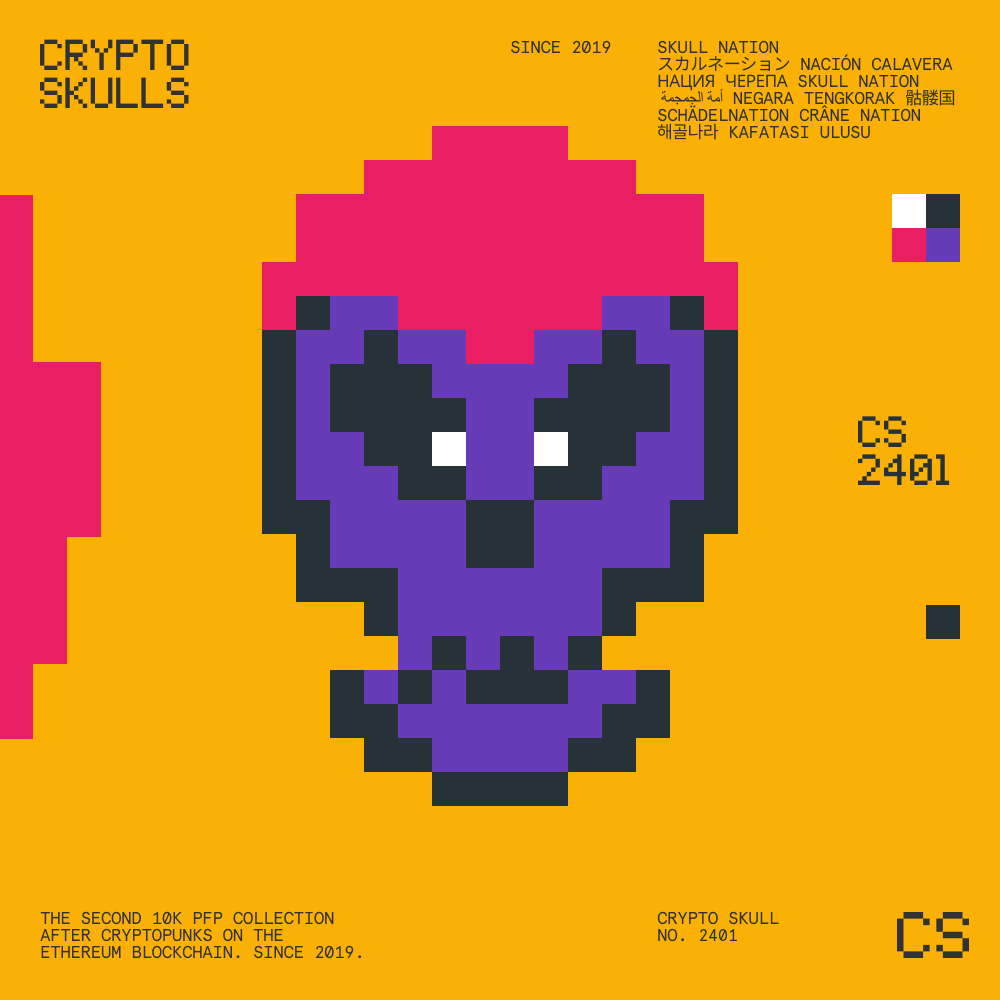 CRYPTO
SKULLS
SINCE 2019
SKULL NATION
スカルネーション NACIÓN CALAVERA
НАЦИЯ ЧЕРЕПА SKULL NATION
أمة الجمجمة NEGARA TENGKORAK 骷髅国
SCHÄDELNATION CRÂNE NATION
해골나라 KAFATASI ULUSU
CS
2401
THE SECOND 10K PFP COLLECTION
AFTER CRYPTOPUNKS ON THE
ETHEREUM BLOCKCHAIN. SINCE 2019.
CRYPTO SKULL
NO. 2401
CS